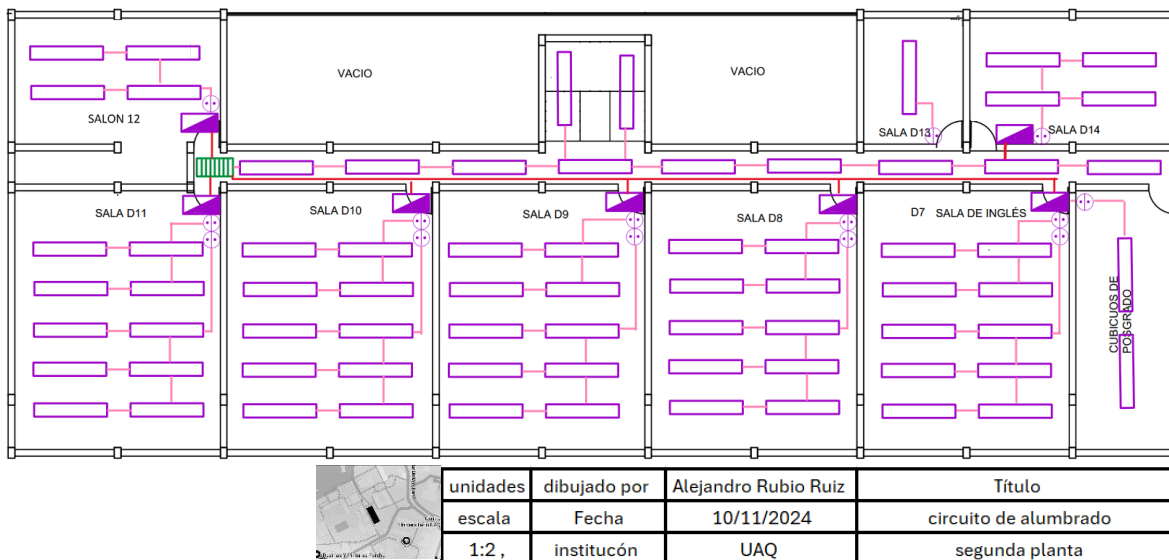 VACIO
VACIO
SALON 12
SALA D13
SALA D14
SALA D11
SALA D10
SALA D9
SALA D8
D7 SALA DE INGLÉS
CUBICUOS DE
POSGRADO
unidades dibujado por Alejandro Rubio Ruiz Título
escala Fecha 10/11/2024 circuito de alumbrado
1:2 , institucón UAQ segunda planta